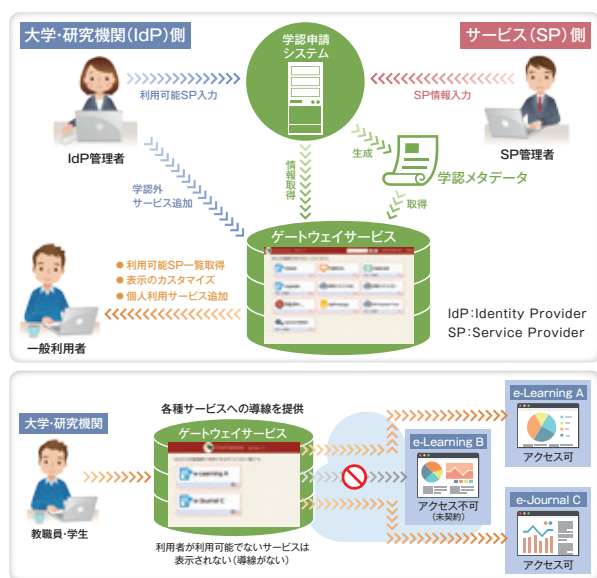 大学・研究機関(IdP)側
学認申請
システム
サービス(SP)側
利用可能SP入力
SP情報入力
IdP管理者
SP管理者
生成
学認メタデータ
情報取得
取得
学認外
サービス追加
ゲートウェイサービス
● 利用可能SP一覧取得
● 表示のカスタマイズ
● 個人利用サービス追加
一般利用者
IdP:Identity Provider
SP:Service Provider
大学・研究機関
各種サービスへの導線を提供
ゲートウェイサービス
e-Learning A
e-Journal C
教職員・学生
利用者が利用可能でないサービスは
表示されない(導線がない)
e-Learning A
アクセス可
e-Learning B
アクセス不可
(未契約)
e-Journal C
アクセス可